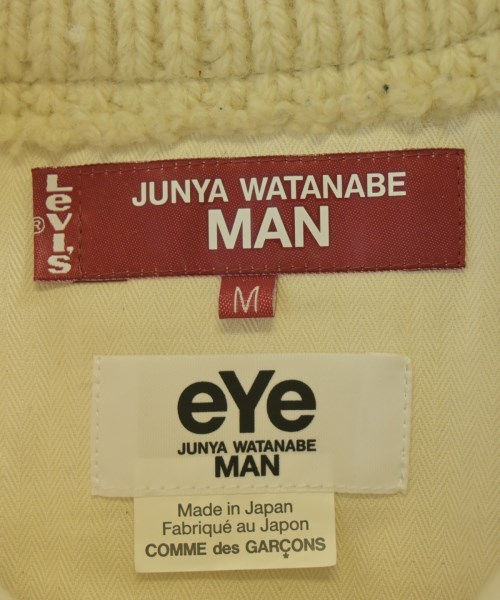 Levi's
®
JUNYA WATANABE
MAN
M
eYe
JUNYA WATANABE
MAN
Made in Japan
Fabriqué au Japon
COMME des GARÇONS